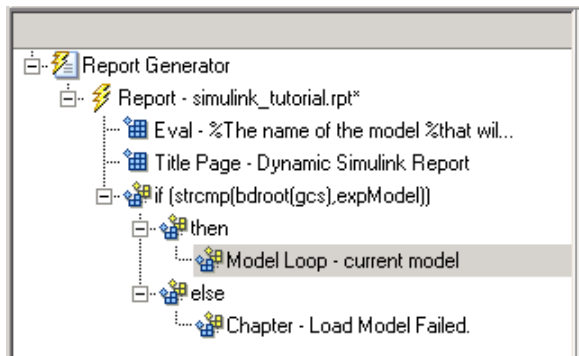 Report Generator
Report - simulink_tutorial.rpt*
Eval - %The name of the model %that wil...
Title Page - Dynamic Simulink Report
if (strcmp(bdroot(gcs),expModel))
then
Model Loop - current model
else
Chapter - Load Model Failed.